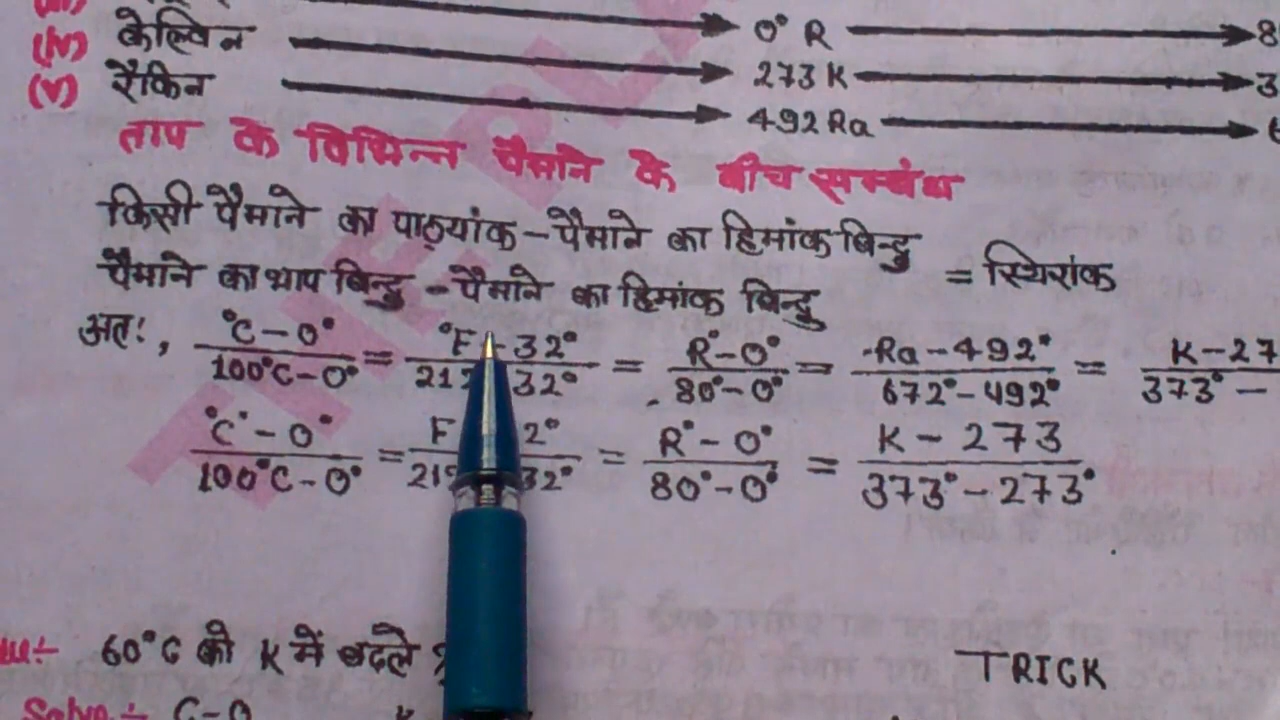 0° R 8
(iv) केल्विन 273 K 3
(v) रैंकिन 492 Ra 6
ताप के विभिन्न पैमाने के बीच सम्बंध
किसी पैमाने का पाठ्यांक - पैमाने का हिमांक बिन्दु
पैमाने का भाप बिन्दु - पैमाने का हिमांक बिन्दु = स्थिरांक
अतः, °C - 0° / 100°C - 0° = °F - 32° / 212 32° = R° - 0° / 80° - 0° = Ra - 492° / 672° - 492° = K - 27 / 373° -
°C - 0° / 100°C - 0° = F 2° / 212 32° = R° - 0° / 80° - 0° = K - 273 / 373° - 273°
60°C को K में बदले ?
TRICK
Solve :- C-0 K